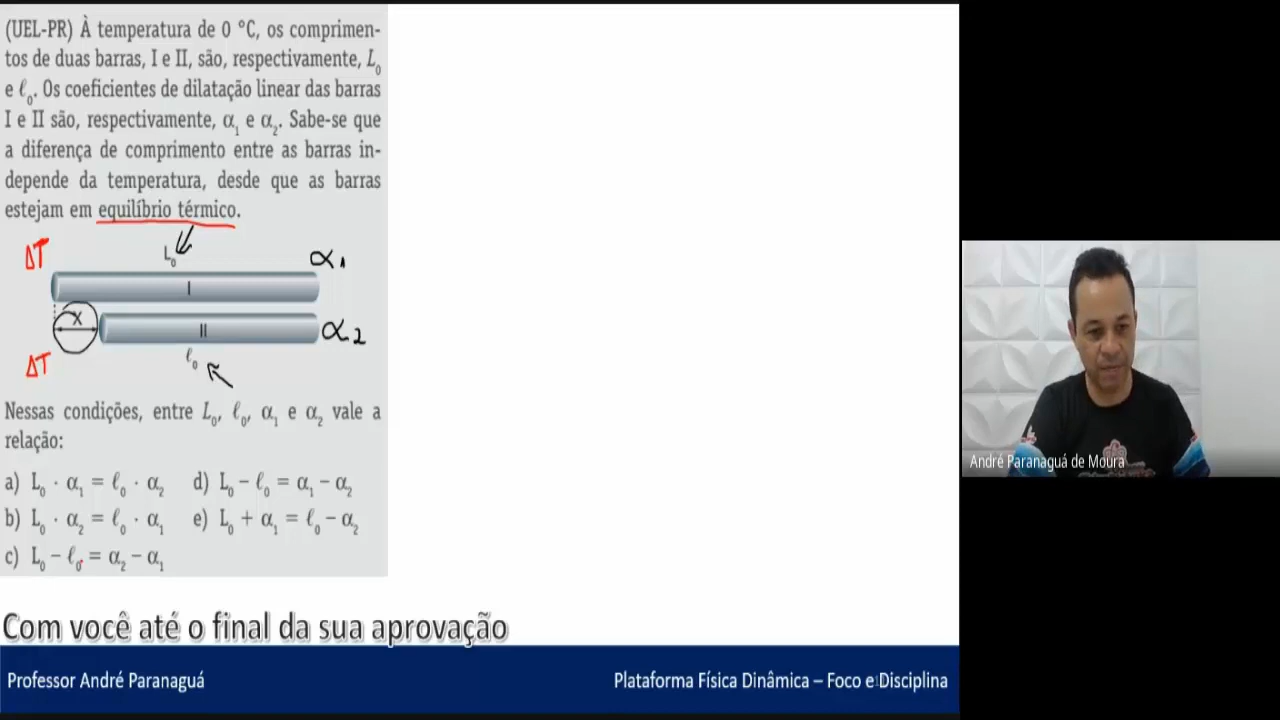 (UEL-PR) À temperatura de 0 °C, os comprimen-
tos de duas barras, I e II, são, respectivamente, L₀
e ℓ₀. Os coeficientes de dilatação linear das barras
I e II são, respectivamente, α₁ e α₂. Sabe-se que
a diferença de comprimento entre as barras in-
depende da temperatura, desde que as barras
estejam em equilíbrio térmico.
ΔT L₀ α₁
I
X
II α₂
ΔT ℓ₀
Nessas condições, entre L₀, ℓ₀, α₁ e α₂ vale a
relação:
a) L₀ · α₁ = ℓ₀ · α₂ d) L₀ − ℓ₀ = α₁ − α₂
b) L₀ · α₂ = ℓ₀ · α₁ e) L₀ + α₁ = ℓ₀ − α₂
c) L₀ − ℓ₀ = α₂ − α₁
André Paranaguá de Moura
Com você até o final da sua aprovação
Professor André Paranaguá Plataforma Física Dinâmica – Foco e Disciplina